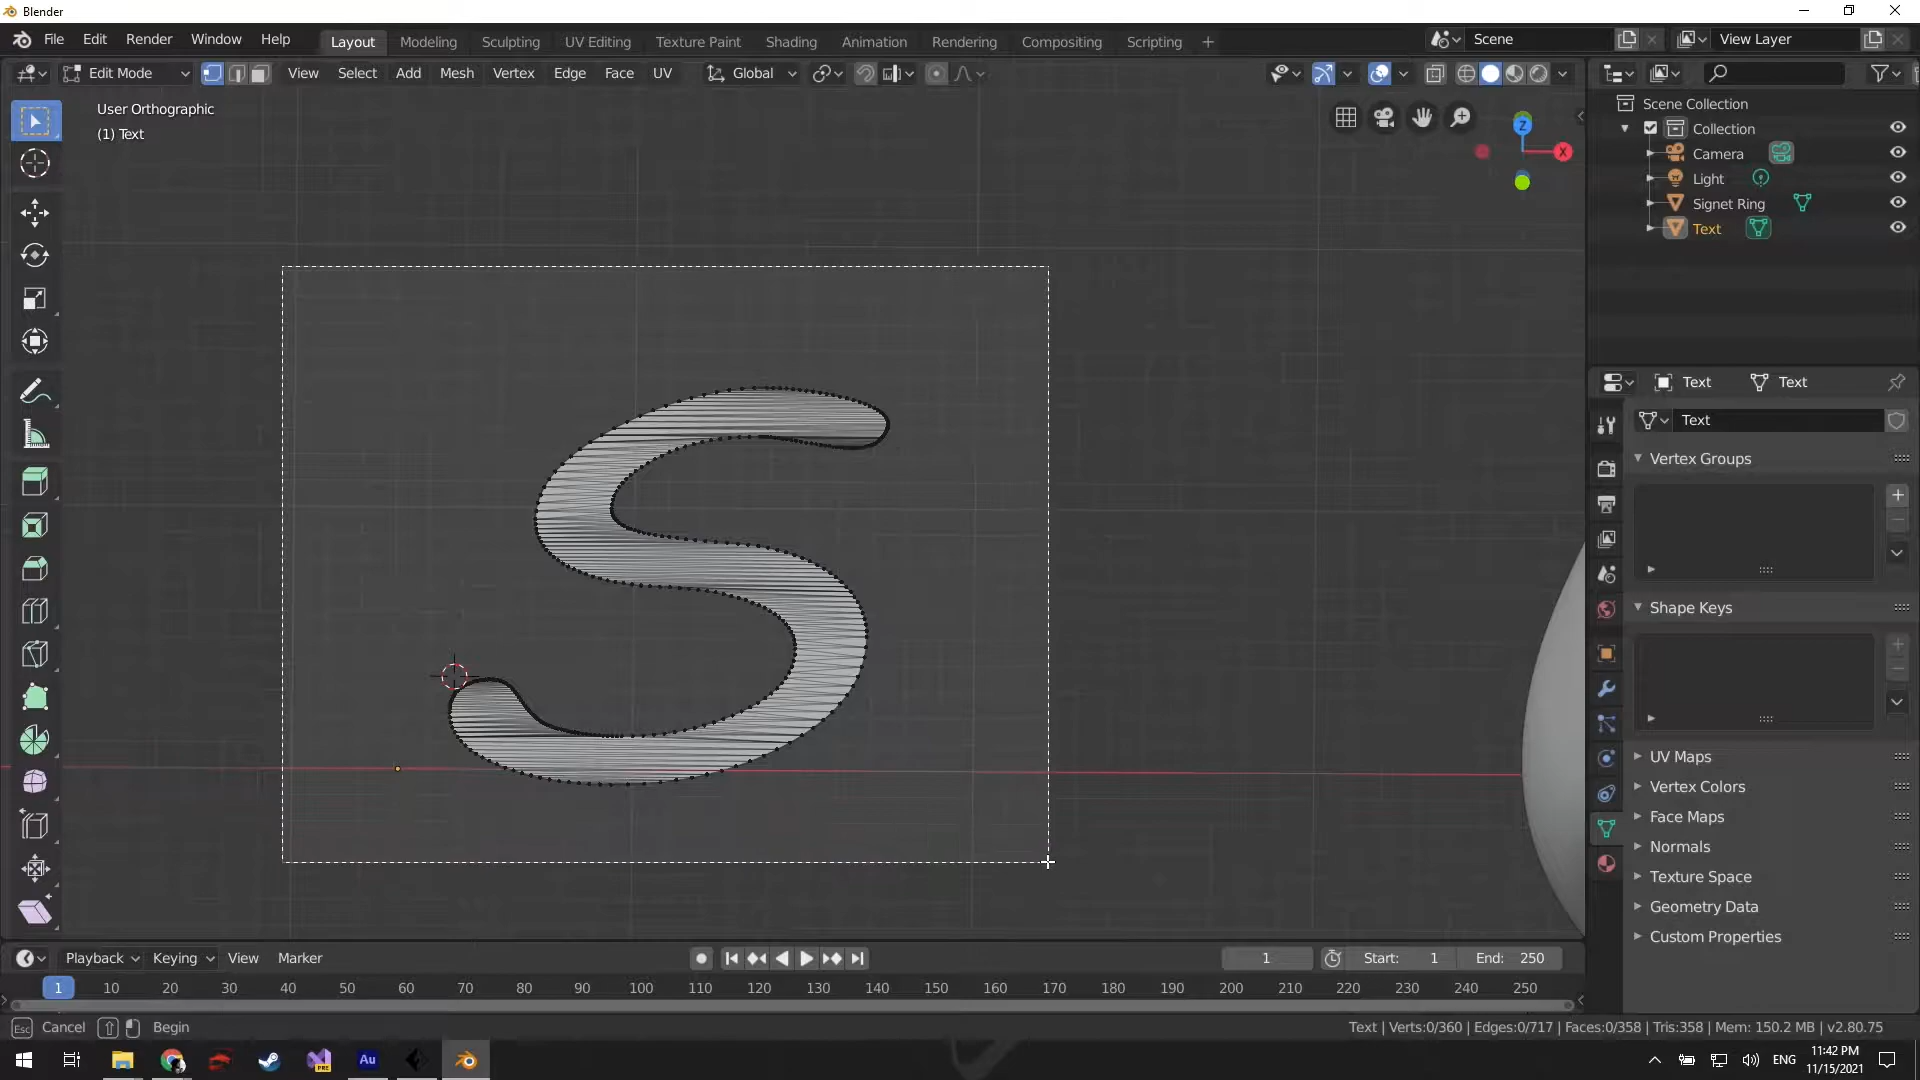 Blender
File Edit Render Window Help
Layout Modeling Sculpting UV Editing Texture Paint Shading Animation Rendering Compositing Scripting +
Scene
View Layer
Edit Mode
View Select Add Mesh Vertex Edge Face UV
Global
User Orthographic
(1) Text
Z
X
Scene Collection
Collection
Camera
Light
Signet Ring
Text
Text
Text
Text
Vertex Groups
Shape Keys
UV Maps
Vertex Colors
Face Maps
Normals
Texture Space
Geometry Data
Custom Properties
S
Playback Keying View Marker
1
Start: 1
End: 250
1 10 20 30 40 50 60 70 80 90 100 110 120 130 140 150 160 170 180 190 200 210 220 230 240 250
Esc Cancel Begin
Text | Verts:0/360 | Edges:0/717 | Faces:0/358 | Tris:358 | Mem: 150.2 MB | v2.80.75
PRE
Au
ENG
11:42 PM
11/15/2021